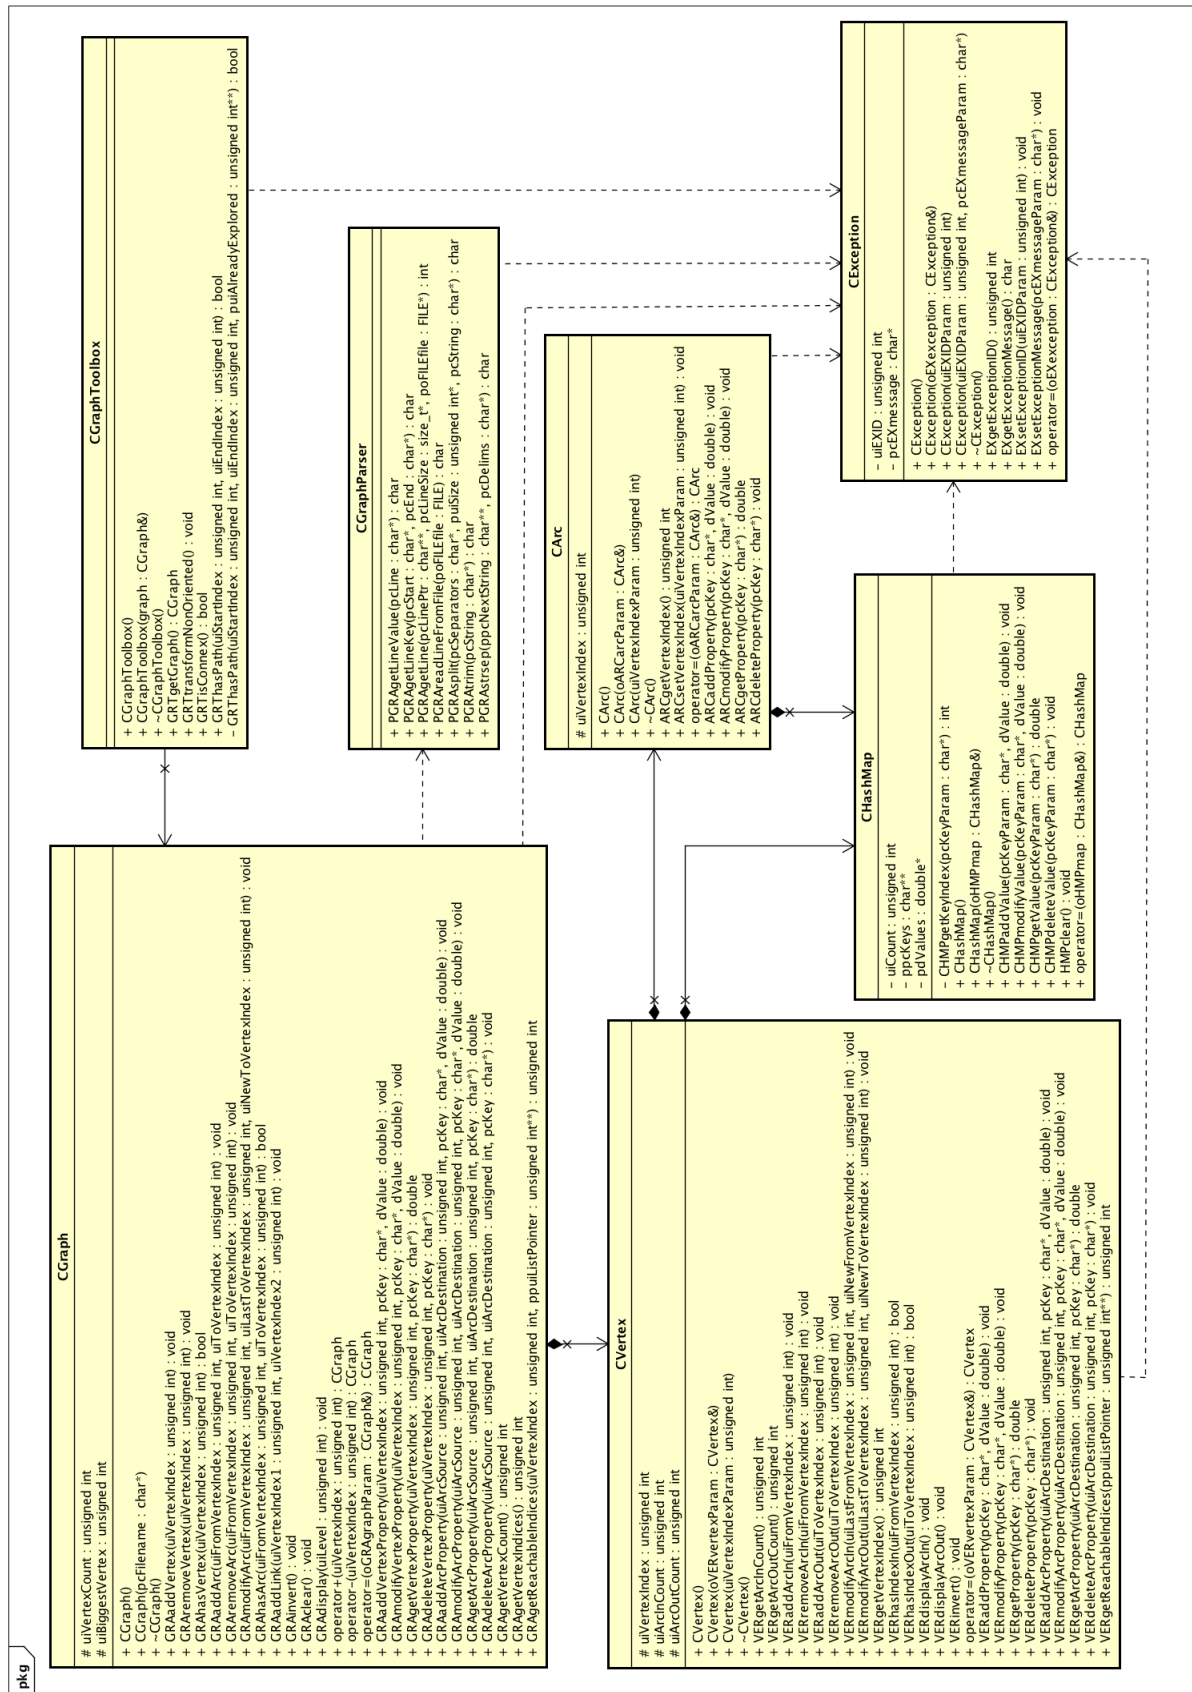 pkg
CGraph
# uiVertexCount : unsigned int
# uiBiggestVertex : unsigned int
+ CGraph()
+ CGraph(pcFilename : char*)
+ ~CGraph()
+ GRAaddVertex(uiVertexIndex : unsigned int) : void
+ GRAremoveVertex(uiVertexIndex : unsigned int) : void
+ GRAhasVertex(uiVertexIndex : unsigned int) : bool
+ GRAaddArc(uiFromVertexIndex : unsigned int, uiToVertexIndex : unsigned int) : void
+ GRAremoveArc(uiFromVertexIndex : unsigned int, uiToVertexIndex : unsigned int) : void
+ GRAmodifyArc(uiFromVertexIndex : unsigned int, uiLastToVertexIndex : unsigned int, uiNewToVertexIndex : unsigned int) : void
+ GRAhasArc(uiFromVertexIndex : unsigned int, uiToVertexIndex : unsigned int) : bool
+ GRAaddLink(uiVertexIndex1 : unsigned int, uiVertexIndex2 : unsigned int) : void
+ GRAinvert() : void
+ GRAclear() : void
+ GRAdisplay(uiLevel : unsigned int) : void
+ operator+(uiVertexIndex : unsigned int) : CGraph
+ operator-(uiVertexIndex : unsigned int) : CGraph
+ operator=(oGRAgraphParam : CGraph&) : CGraph
+ GRAaddVertexProperty(uiVertexIndex : unsigned int, pcKey : char*, dValue : double) : void
+ GRAmodifyVertexProperty(uiVertexIndex : unsigned int, pcKey : char*, dValue : double) : void
+ GRAgetVertexProperty(uiVertexIndex : unsigned int, pcKey : char*) : double
+ GRAdeleteVertexProperty(uiVertexIndex : unsigned int, pcKey : char*) : void
+ GRAaddArcProperty(uiArcSource : unsigned int, uiArcDestination : unsigned int, pcKey : char*, dValue : double) : void
+ GRAmodifyArcProperty(uiArcSource : unsigned int, uiArcDestination : unsigned int, pcKey : char*, dValue : double) : void
+ GRAgetArcProperty(uiArcSource : unsigned int, uiArcDestination : unsigned int, pcKey : char*) : double
+ GRAdeleteArcProperty(uiArcSource : unsigned int, uiArcDestination : unsigned int, pcKey : char*) : void
+ GRAgetVertexCount() : unsigned int
+ GRAgetVertexIndices() : unsigned int
+ GRAgetReachableIndices(uiVertexIndex : unsigned int, ppuiListPointer : unsigned int**) : unsigned int
CGraphToolbox
+ CGraphToolbox()
+ CGraphToolbox(graph : CGraph&)
+ ~CGraphToolbox()
+ GRTgetGraph() : CGraph
+ GRTtransformNonOriented() : void
+ GRTisConnex() : bool
+ GRThasPath(uiStartIndex : unsigned int, uiEndIndex : unsigned int) : bool
- GRThasPath(uiStartIndex : unsigned int, uiEndIndex : unsigned int, puiAlreadyExplored : unsigned int**) : bool
CGraphParser
+ PGRAgetLineValue(pcLine : char*) : char
+ PGRAgetLineKey(pcStart : char*, pcEnd : char*) : char
+ PGRAgetLine(pcLinePtr : char**, pcLineSize : size_t*, poFILEfile : FILE*) : int
+ PGRAreadLineFromFile(poFILEfile : FILE) : char
+ PGRAsplit(pcSeparators : char*, puiSize : unsigned int*, pcString : char*) : char
+ PGRAtrim(pcString : char*) : char
+ PGRAstrsep(ppcNextString : char**, pcDelims : char*) : char
CArc
# uiVertexIndex : unsigned int
+ CArc()
+ CArc(oARCarcParam : CArc&)
+ CArc(uiVertexIndexParam : unsigned int)
+ ~CArc()
+ ARCgetVertexIndex() : unsigned int
+ ARCsetVertexIndex(uiVertexIndexParam : unsigned int) : void
+ operator=(oARCarcParam : CArc&) : CArc
+ ARCaddProperty(pcKey : char*, dValue : double) : void
+ ARCmodifyProperty(pcKey : char*, dValue : double) : void
+ ARCgetProperty(pcKey : char*) : double
+ ARCdeleteProperty(pcKey : char*) : void
CVertex
# uiVertexIndex : unsigned int
# uiArcInCount : unsigned int
# uiArcOutCount : unsigned int
+ CVertex()
+ CVertex(oVERvertexParam : CVertex&)
+ CVertex(uiVertexIndexParam : unsigned int)
+ ~CVertex()
+ VERgetArcInCount() : unsigned int
+ VERgetArcOutCount() : unsigned int
+ VERaddArcIn(uiFromVertexIndex : unsigned int) : void
+ VERremoveArcIn(uiFromVertexIndex : unsigned int) : void
+ VERaddArcOut(uiToVertexIndex : unsigned int) : void
+ VERremoveArcOut(uiToVertexIndex : unsigned int) : void
+ VERmodifyArcIn(uiLastFromVertexIndex : unsigned int, uiNewFromVertexIndex : unsigned int) : void
+ VERmodifyArcOut(uiLastToVertexIndex : unsigned int, uiNewToVertexIndex : unsigned int) : void
+ VERgetVertexIndex() : unsigned int
+ VERhasIndexIn(uiFromVertexIndex : unsigned int) : bool
+ VERhasIndexOut(uiToVertexIndex : unsigned int) : bool
+ VERdisplayArcIn() : void
+ VERdisplayArcOut() : void
+ VERinvert() : void
+ operator=(oVERvertexParam : CVertex&) : CVertex
+ VERaddProperty(pcKey : char*, dValue : double) : void
+ VERmodifyProperty(pcKey : char*, dValue : double) : void
+ VERgetProperty(pcKey : char*) : double
+ VERdeleteProperty(pcKey : char*) : void
+ VERaddArcProperty(uiArcDestination : unsigned int, pcKey : char*, dValue : double) : void
+ VERmodifyArcProperty(uiArcDestination : unsigned int, pcKey : char*, dValue : double) : void
+ VERgetArcProperty(uiArcDestination : unsigned int, pcKey : char*) : double
+ VERdeleteArcProperty(uiArcDestination : unsigned int, pcKey : char*) : void
+ VERgetReachableIndices(ppuiListPointer : unsigned int**) : unsigned int
CHashMap
- uiCount : unsigned int
- ppcKeys : char**
- pdValues : double*
- CHMPgetKeyIndex(pcKeyParam : char*) : int
+ CHashMap()
+ CHashMap(oHMPmap : CHashMap&)
+ ~CHashMap()
+ CHMPaddValue(pcKeyParam : char*, dValue : double) : void
+ CHMPmodifyValue(pcKeyParam : char*, dValue : double) : void
+ CHMPgetValue(pcKeyParam : char*) : double
+ CHMPdeleteValue(pcKeyParam : char*) : void
+ HMPclear() : void
+ operator=(oHMPmap : CHashMap&) : CHashMap
CException
- uiEXID : unsigned int
- pcEXmessage : char*
+ CException()
+ CException(oEXexception : CException&)
+ CException(uiEXIDParam : unsigned int)
+ CException(uiEXIDParam : unsigned int, pcEXmessageParam : char*)
+ ~CException()
+ EXgetExceptionID() : unsigned int
+ EXgetExceptionMessage() : char
+ EXsetExceptionID(uiEXIDParam : unsigned int) : void
+ EXsetExceptionMessage(pcEXmessageParam : char*) : void
+ operator=(oEXexception : CException&) : CException